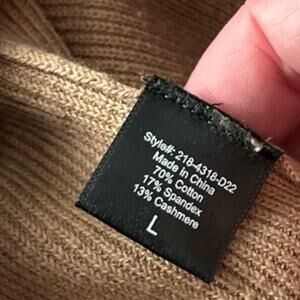 Style#: 218-4318-D22
Made in China
70% Cotton
17% Spandex
13% Cashmere
L